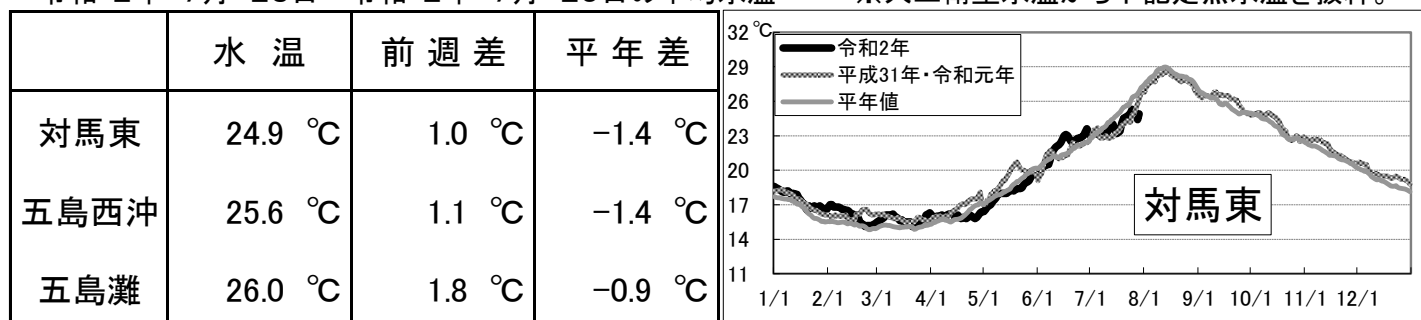 水 温 前 週 差 平 年 差
対馬東 24.9 ℃ 1.0 ℃ -1.4 ℃
五島西沖 25.6 ℃ 1.1 ℃ -1.4 ℃
五島灘 26.0 ℃ 1.8 ℃ -0.9 ℃
32 ℃
29
26
23
20
17
14
11
令和2年
平成31年・令和元年
平年値
対馬東
1/1 2/1 3/1 4/1 5/1 6/1 7/1 8/1 9/1 10/1 11/1 12/1